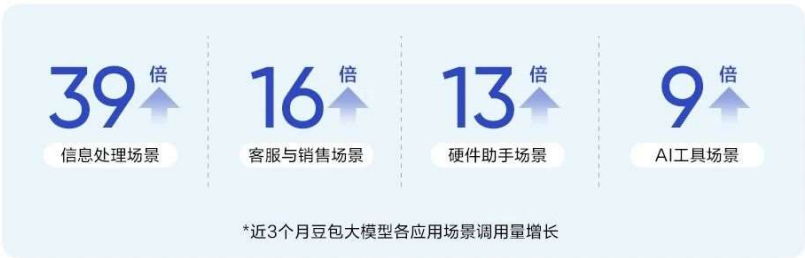 39倍 16倍 13倍 9倍
信息处理场景 客服与销售场景 硬件助手场景 AI工具场景
*近3个月豆包大模型各应用场景调用量增长